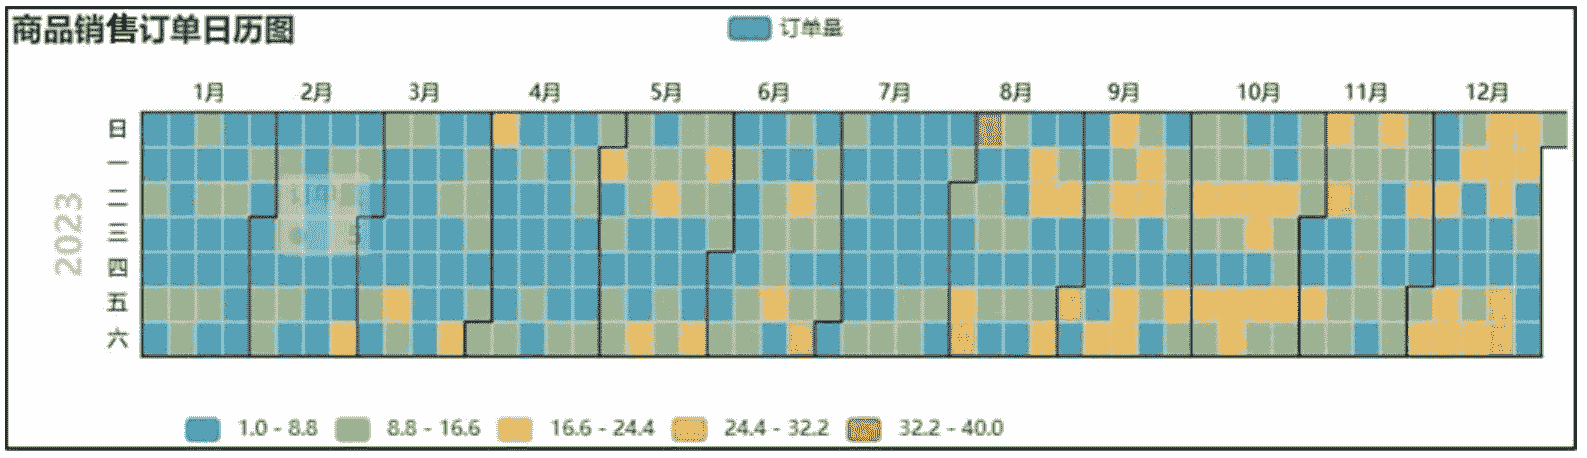 商品销售订单日历图
订单量
1月 2月 3月 4月 5月 6月 7月 8月 9月 10月 11月 12月
日
一
二
三
四
五
六
2023
5
1.0 - 8.8 8.8 - 16.6 16.6 - 24.4 24.4 - 32.2 32.2 - 40.0